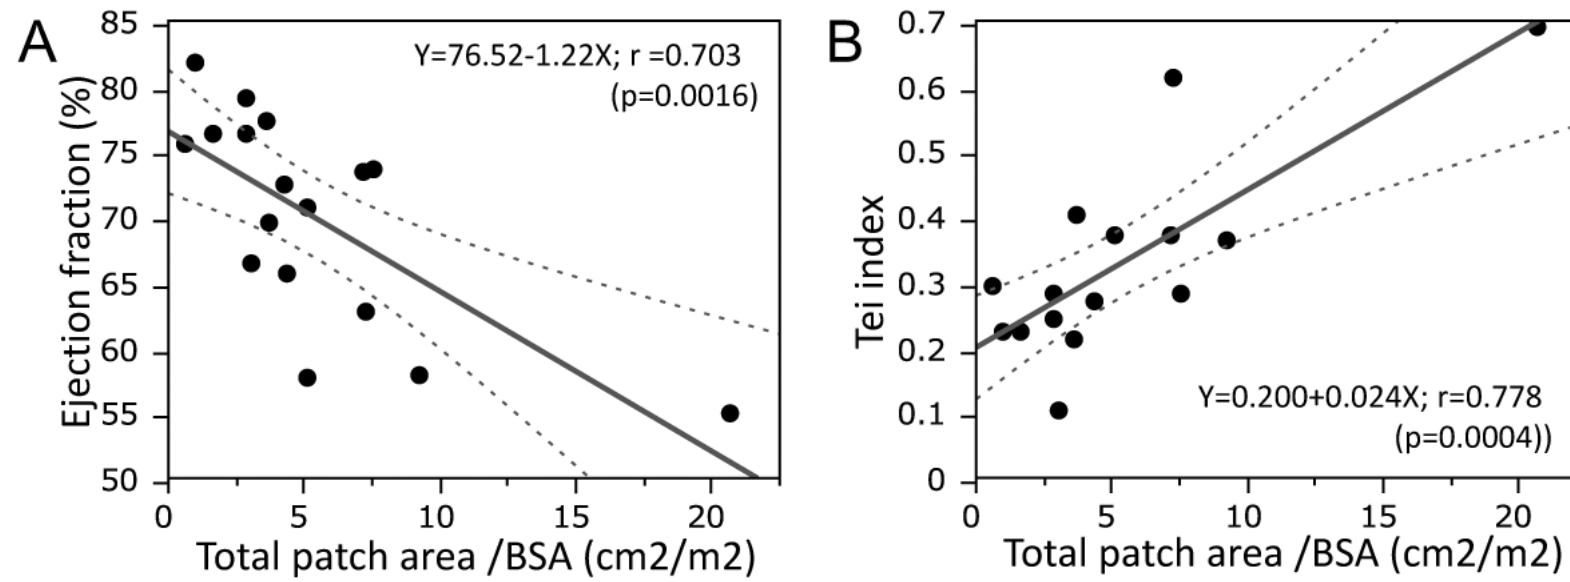 A
Ejection fraction (%)
85
80
75
70
65
60
55
50
Y=76.52-1.22X; r =0.703
(p=0.0016)
0 5 10 15 20
Total patch area /BSA (cm2/m2)
B
Tei index
0.7
0.6
0.5
0.4
0.3
0.2
0.1
0
Y=0.200+0.024X; r=0.778
(p=0.0004))
0 5 10 15 20
Total patch area /BSA (cm2/m2)